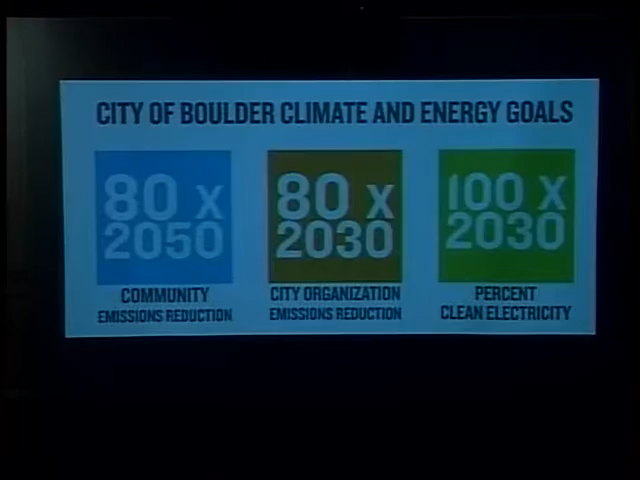 CITY OF BOULDER CLIMATE AND ENERGY GOALS
80 X
2050
COMMUNITY
EMISSIONS REDUCTION
80 X
2030
CITY ORGANIZATION
EMISSIONS REDUCTION
100 X
2030
PERCENT
CLEAN ELECTRICITY